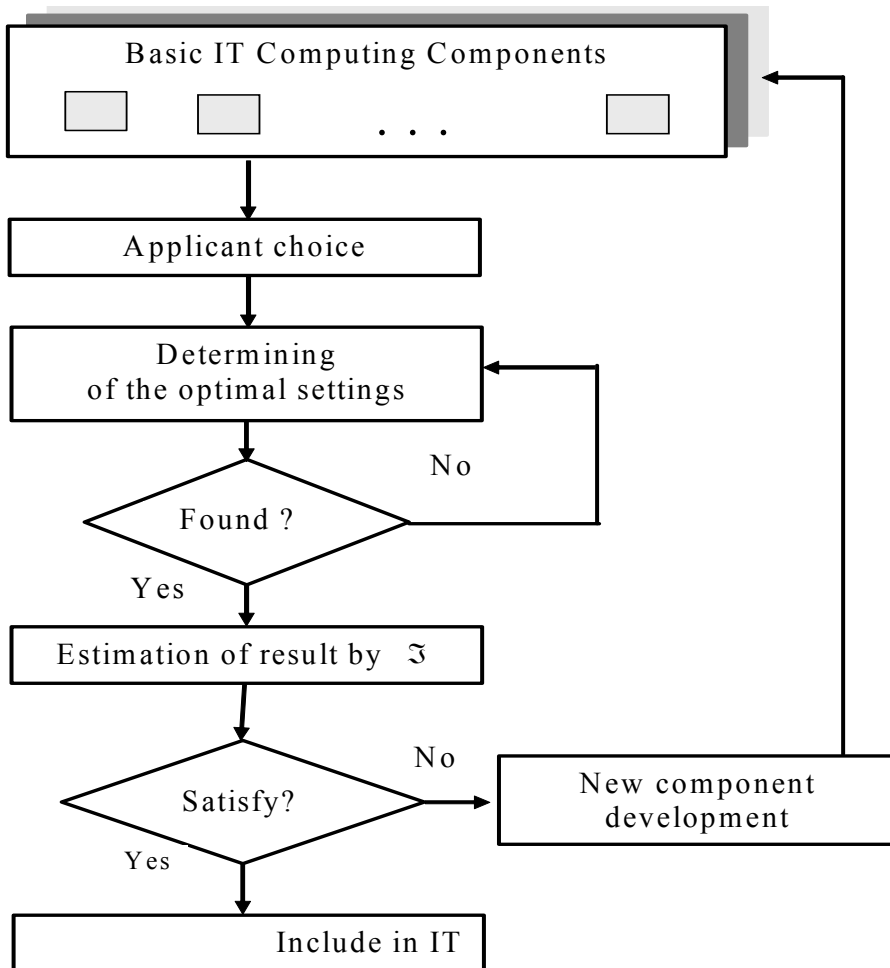 Basic IT Computing Components
. . .
Applicant choice
Determining
of the optimal settings
No
Found ?
Yes
Estimation of result by ℑ
No
Satisfy?
New component
development
Yes
Include in IT